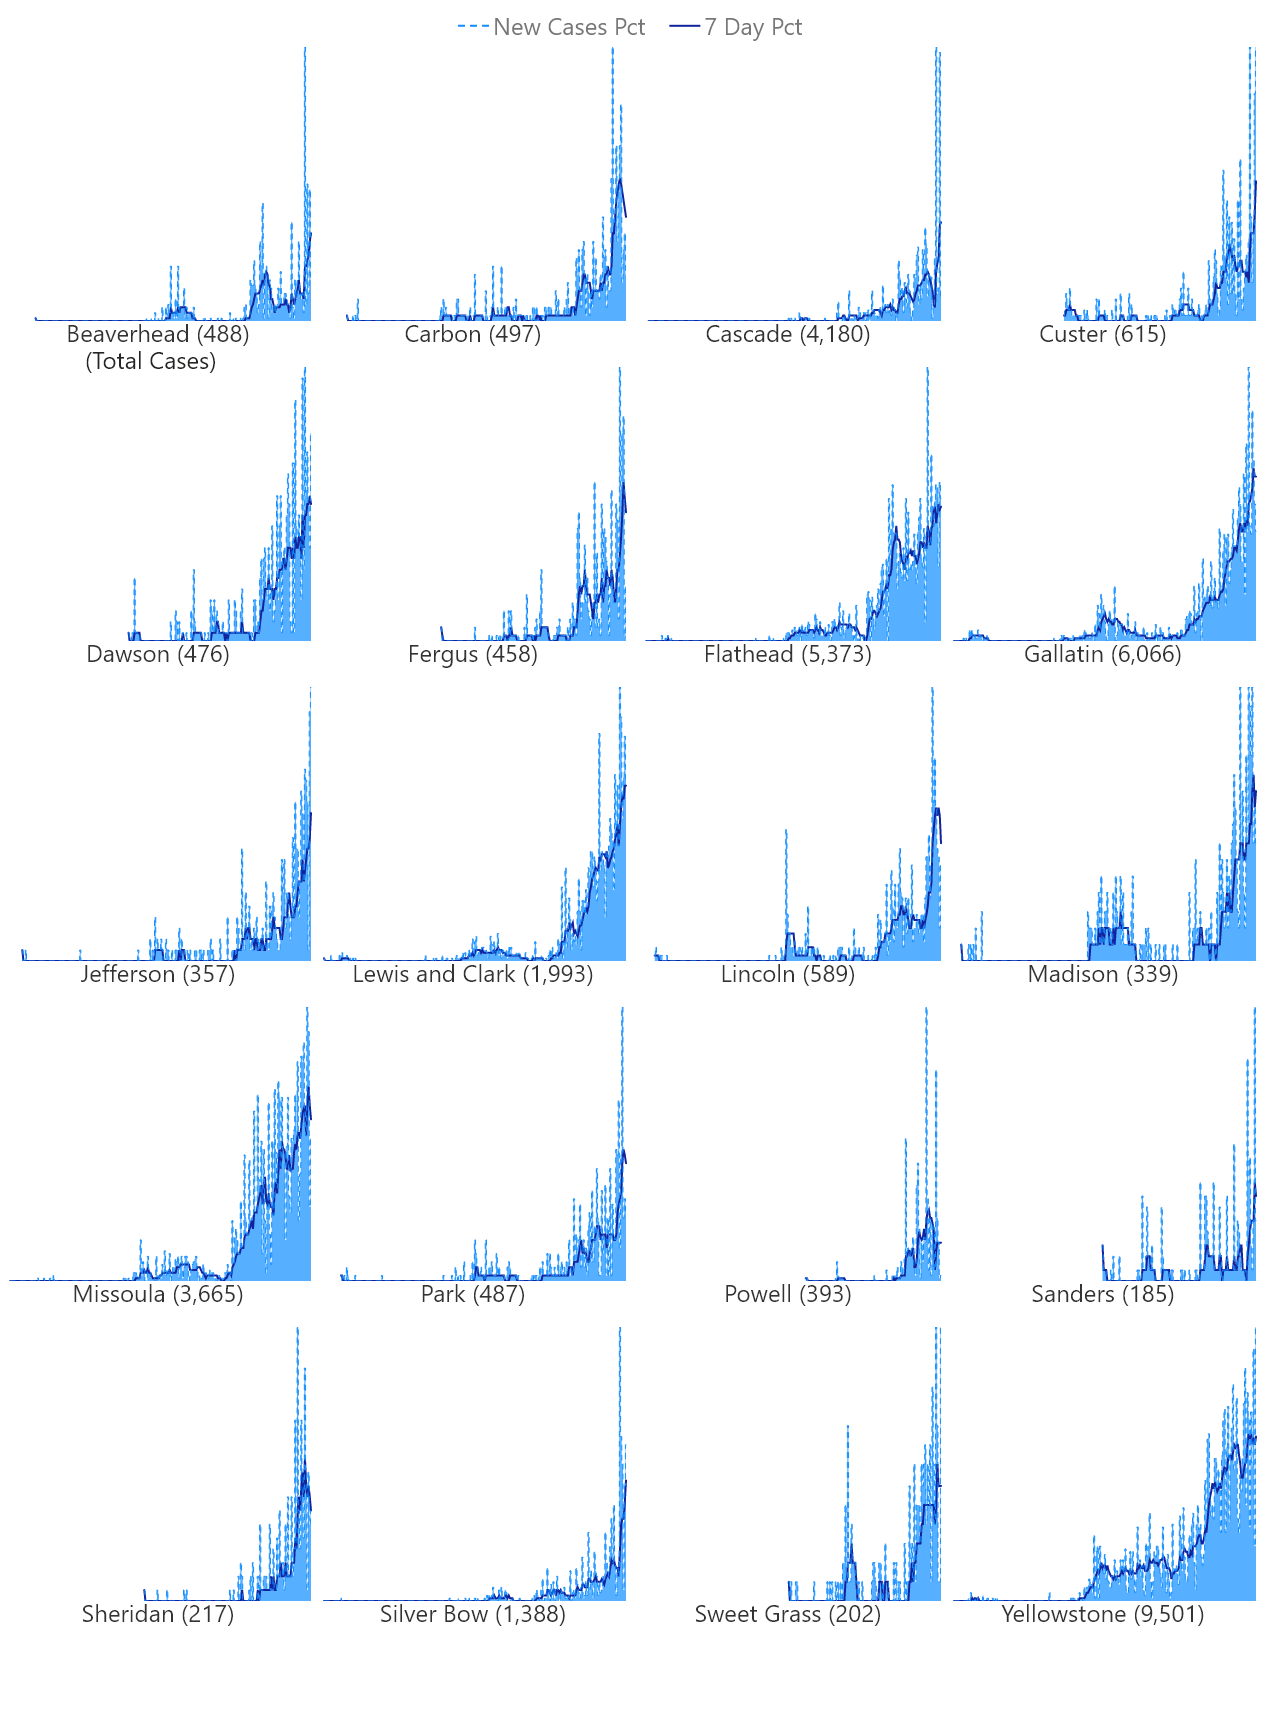 New Cases Pct 7 Day Pct
Beaverhead (488) Carbon (497) Cascade (4,180) Custer (615)
(Total Cases)
Dawson (476) Fergus (458) Flathead (5,373) Gallatin (6,066)
Jefferson (357) Lewis and Clark (1,993) Lincoln (589) Madison (339)
Missoula (3,665) Park (487) Powell (393) Sanders (185)
Sheridan (217) Silver Bow (1,388) Sweet Grass (202) Yellowstone (9,501)